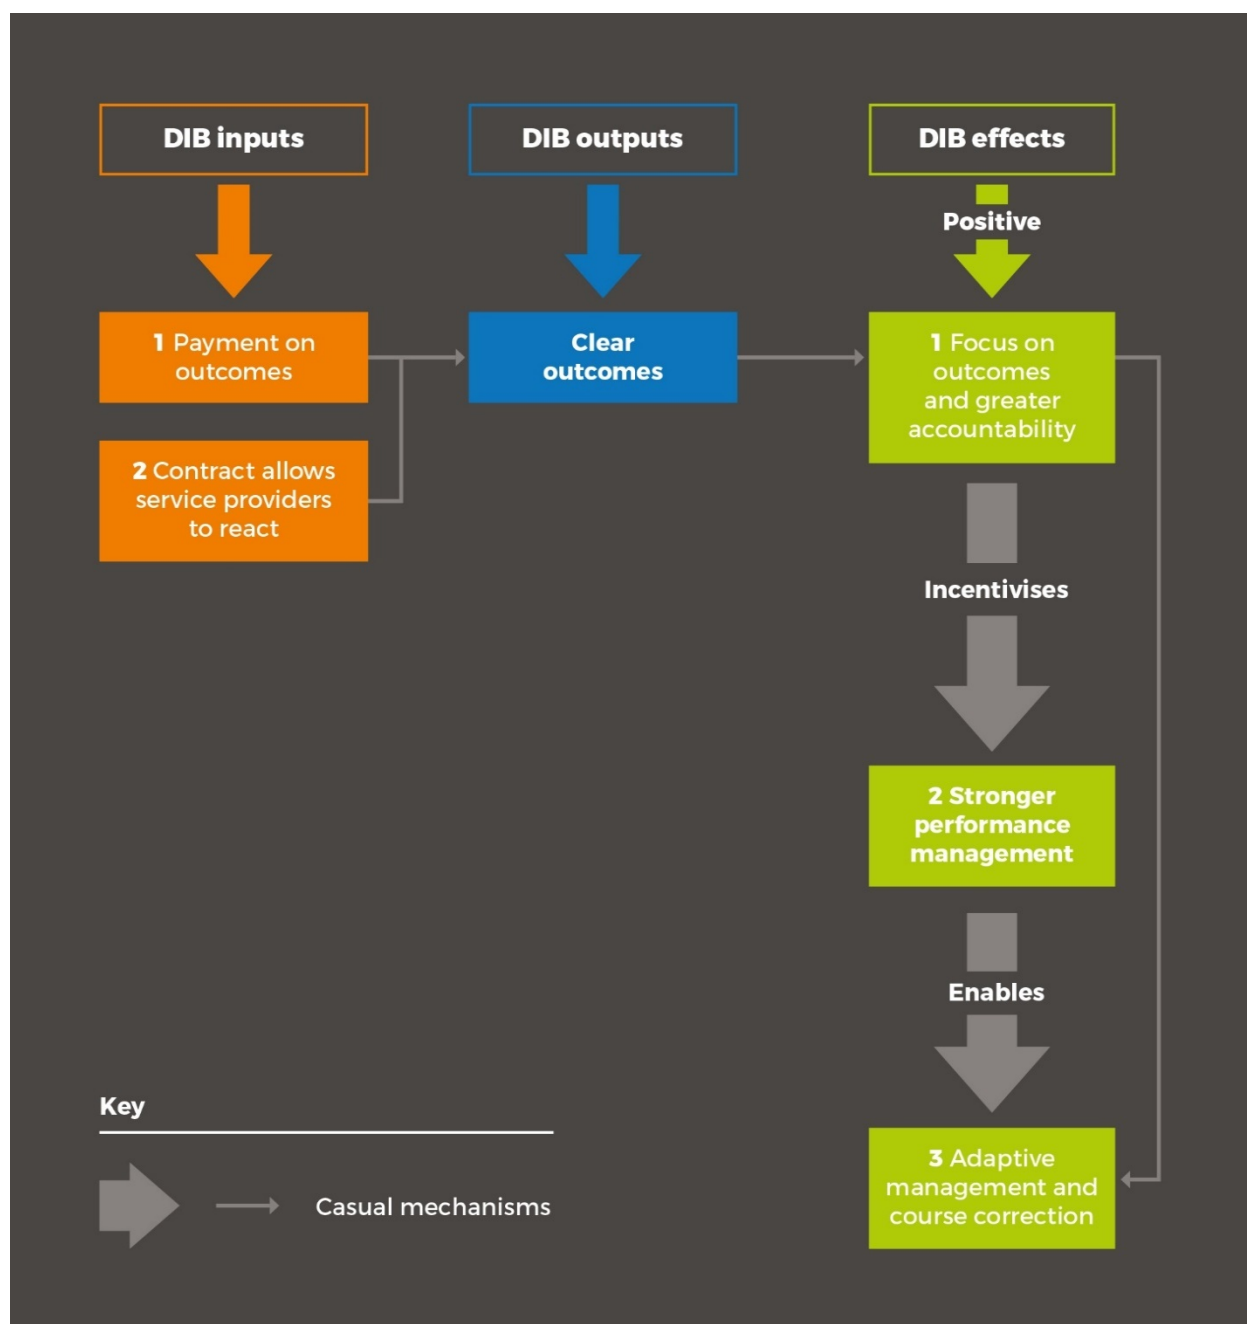 DIB inputs
DIB outputs
DIB effects
Positive
1 Payment on
outcomes
Clear
outcomes
1 Focus on
outcomes
and greater
accountability
2 Contract allows
service providers
to react
Incentivises
2 Stronger
performance
management
Enables
3 Adaptive
management and
course correction
Key
Casual mechanisms